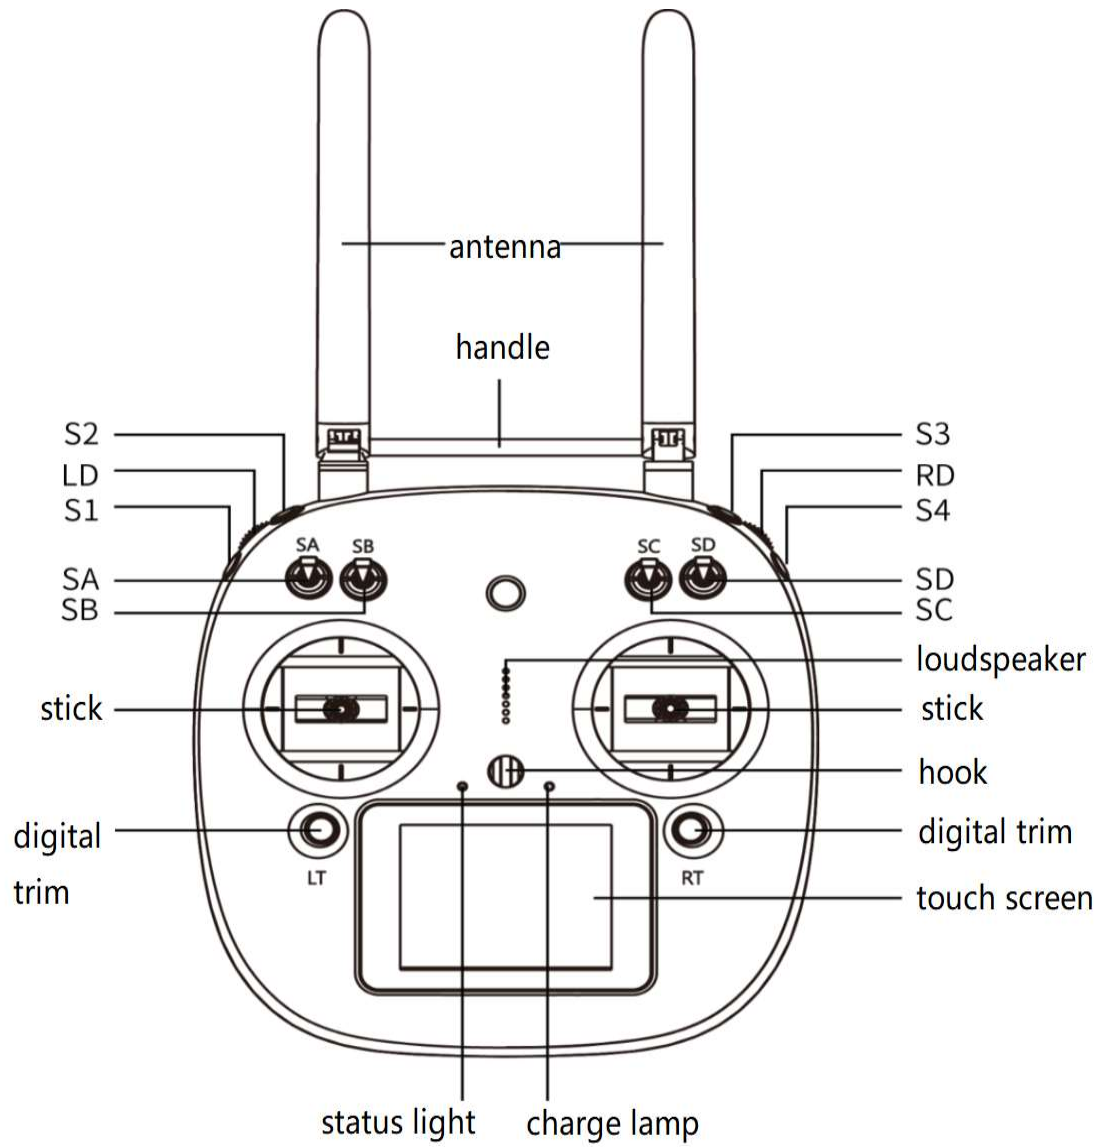 antenna
handle
S2
S3
LD
RD
S1
S4
SA
SB
SC
SD
SA
SD
SB
SC
loudspeaker
stick
stick
hook
digital
trim
digital trim
LT
RT
touch screen
status light
charge lamp